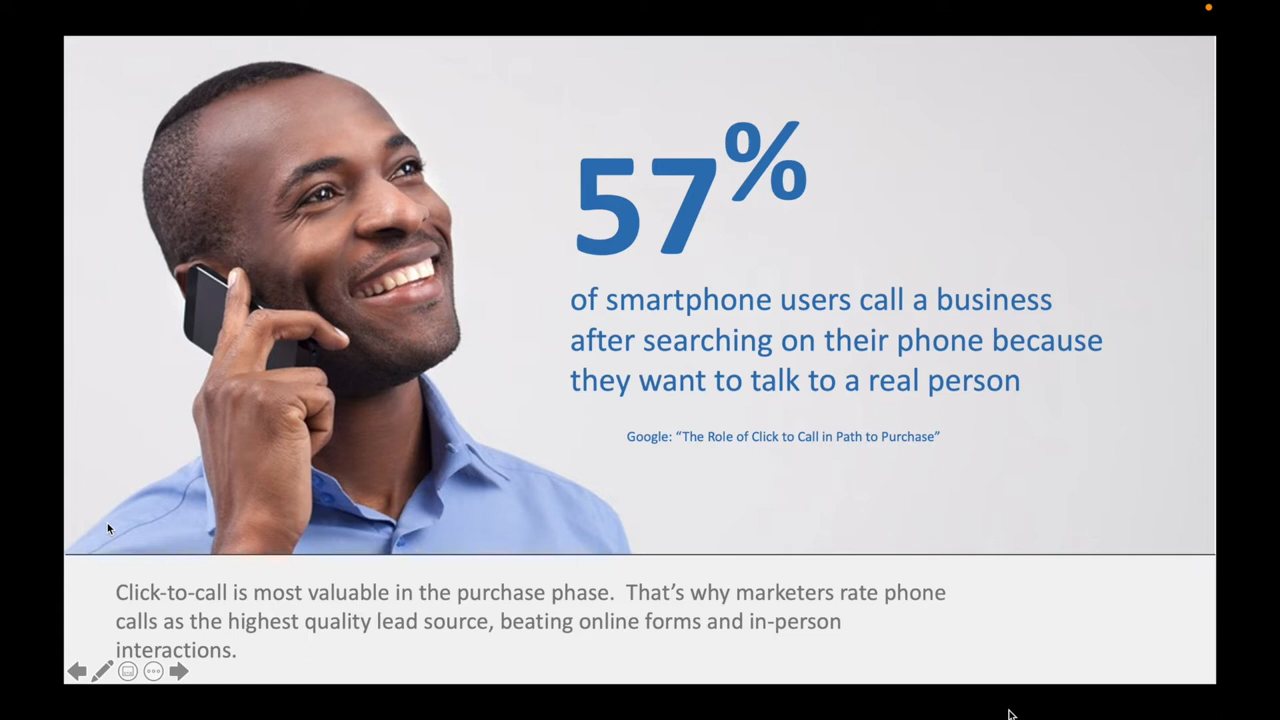 57%
of smartphone users call a business
after searching on their phone because
they want to talk to a real person
Google: “The Role of Click to Call in Path to Purchase”
Click-to-call is most valuable in the purchase phase.  That’s why marketers rate phone
calls as the highest quality lead source, beating online forms and in-person
interactions.